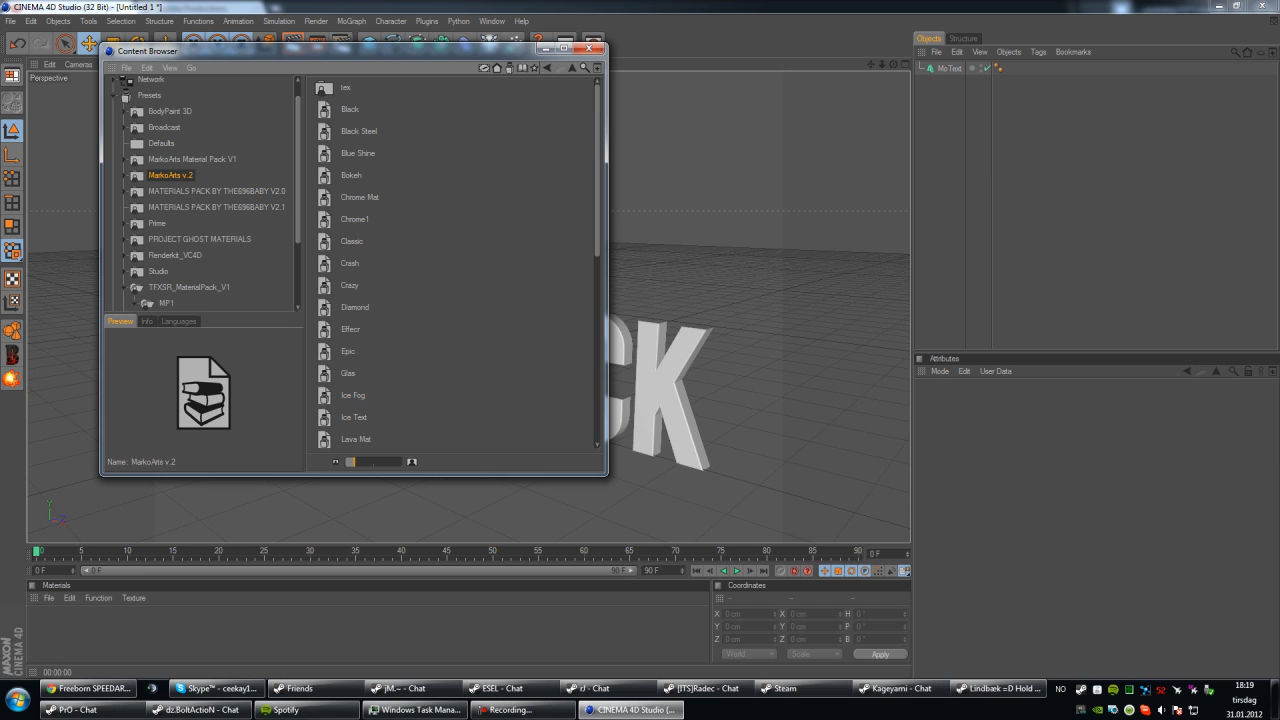 CINEMA 4D Studio (32 Bit) - [Untitled 1 *]
File Edit Objects Tools Selection Structure Functions Animation Simulation Render MoGraph Character Plugins Python Window Help
Content Browser
Objects Structure
File Edit View Objects Tags Bookmarks
MoText
Edit Cameras
Perspective
File Edit View Go
Network
Presets
BodyPaint 3D
Broadcast
Defaults
MarkoArts Material Pack V1
MarkoArts v.2
MATERIALS PACK BY THE696BABY V2.0
MATERIALS PACK BY THE696BABY V2.1
Prime
PROJECT GHOST MATERIALS
Renderkit_VC4D
Studio
TFXSR_MaterialPack_V1
MP1
tex
Black
Black Steel
Blue Shine
Bokeh
Chrome Mat
Chrome1
Classic
Crash
Crazy
Diamond
Effecr
Epic
Glas
Ice Fog
Ice Text
Lava Mat
Preview Info Languages
Name: MarkoArts v.2
CK
Attributes
Mode Edit User Data
Y
0 5 10 15 20 25 30 35 40 45 50 55 60 65 70 75 80 85 90 0 F
0 F 0 F 90 F 90 F
Materials
File Edit Function Texture
Coordinates
-- -- --
X 0 cm X 0 cm H 0 °
Y 0 cm Y 0 cm P 0 °
Z 0 cm Z 0 cm B 0 °
World Scale Apply
MAXON CINEMA 4D
00:00:00
Freeborn SPEEDAR...
Skype™ - ceekay1...
Friends
jM.~ - Chat
ESEL - Chat
rJ - Chat
[ITS]Radec - Chat
Steam
Kageyami - Chat
Lindbæk =D Hold ...
NO
18:19
PrO - Chat
dz.BoltActioN - Chat
Spotify
Windows Task Mana...
Recording...
CINEMA 4D Studio (...
tirsdag
31.01.2012